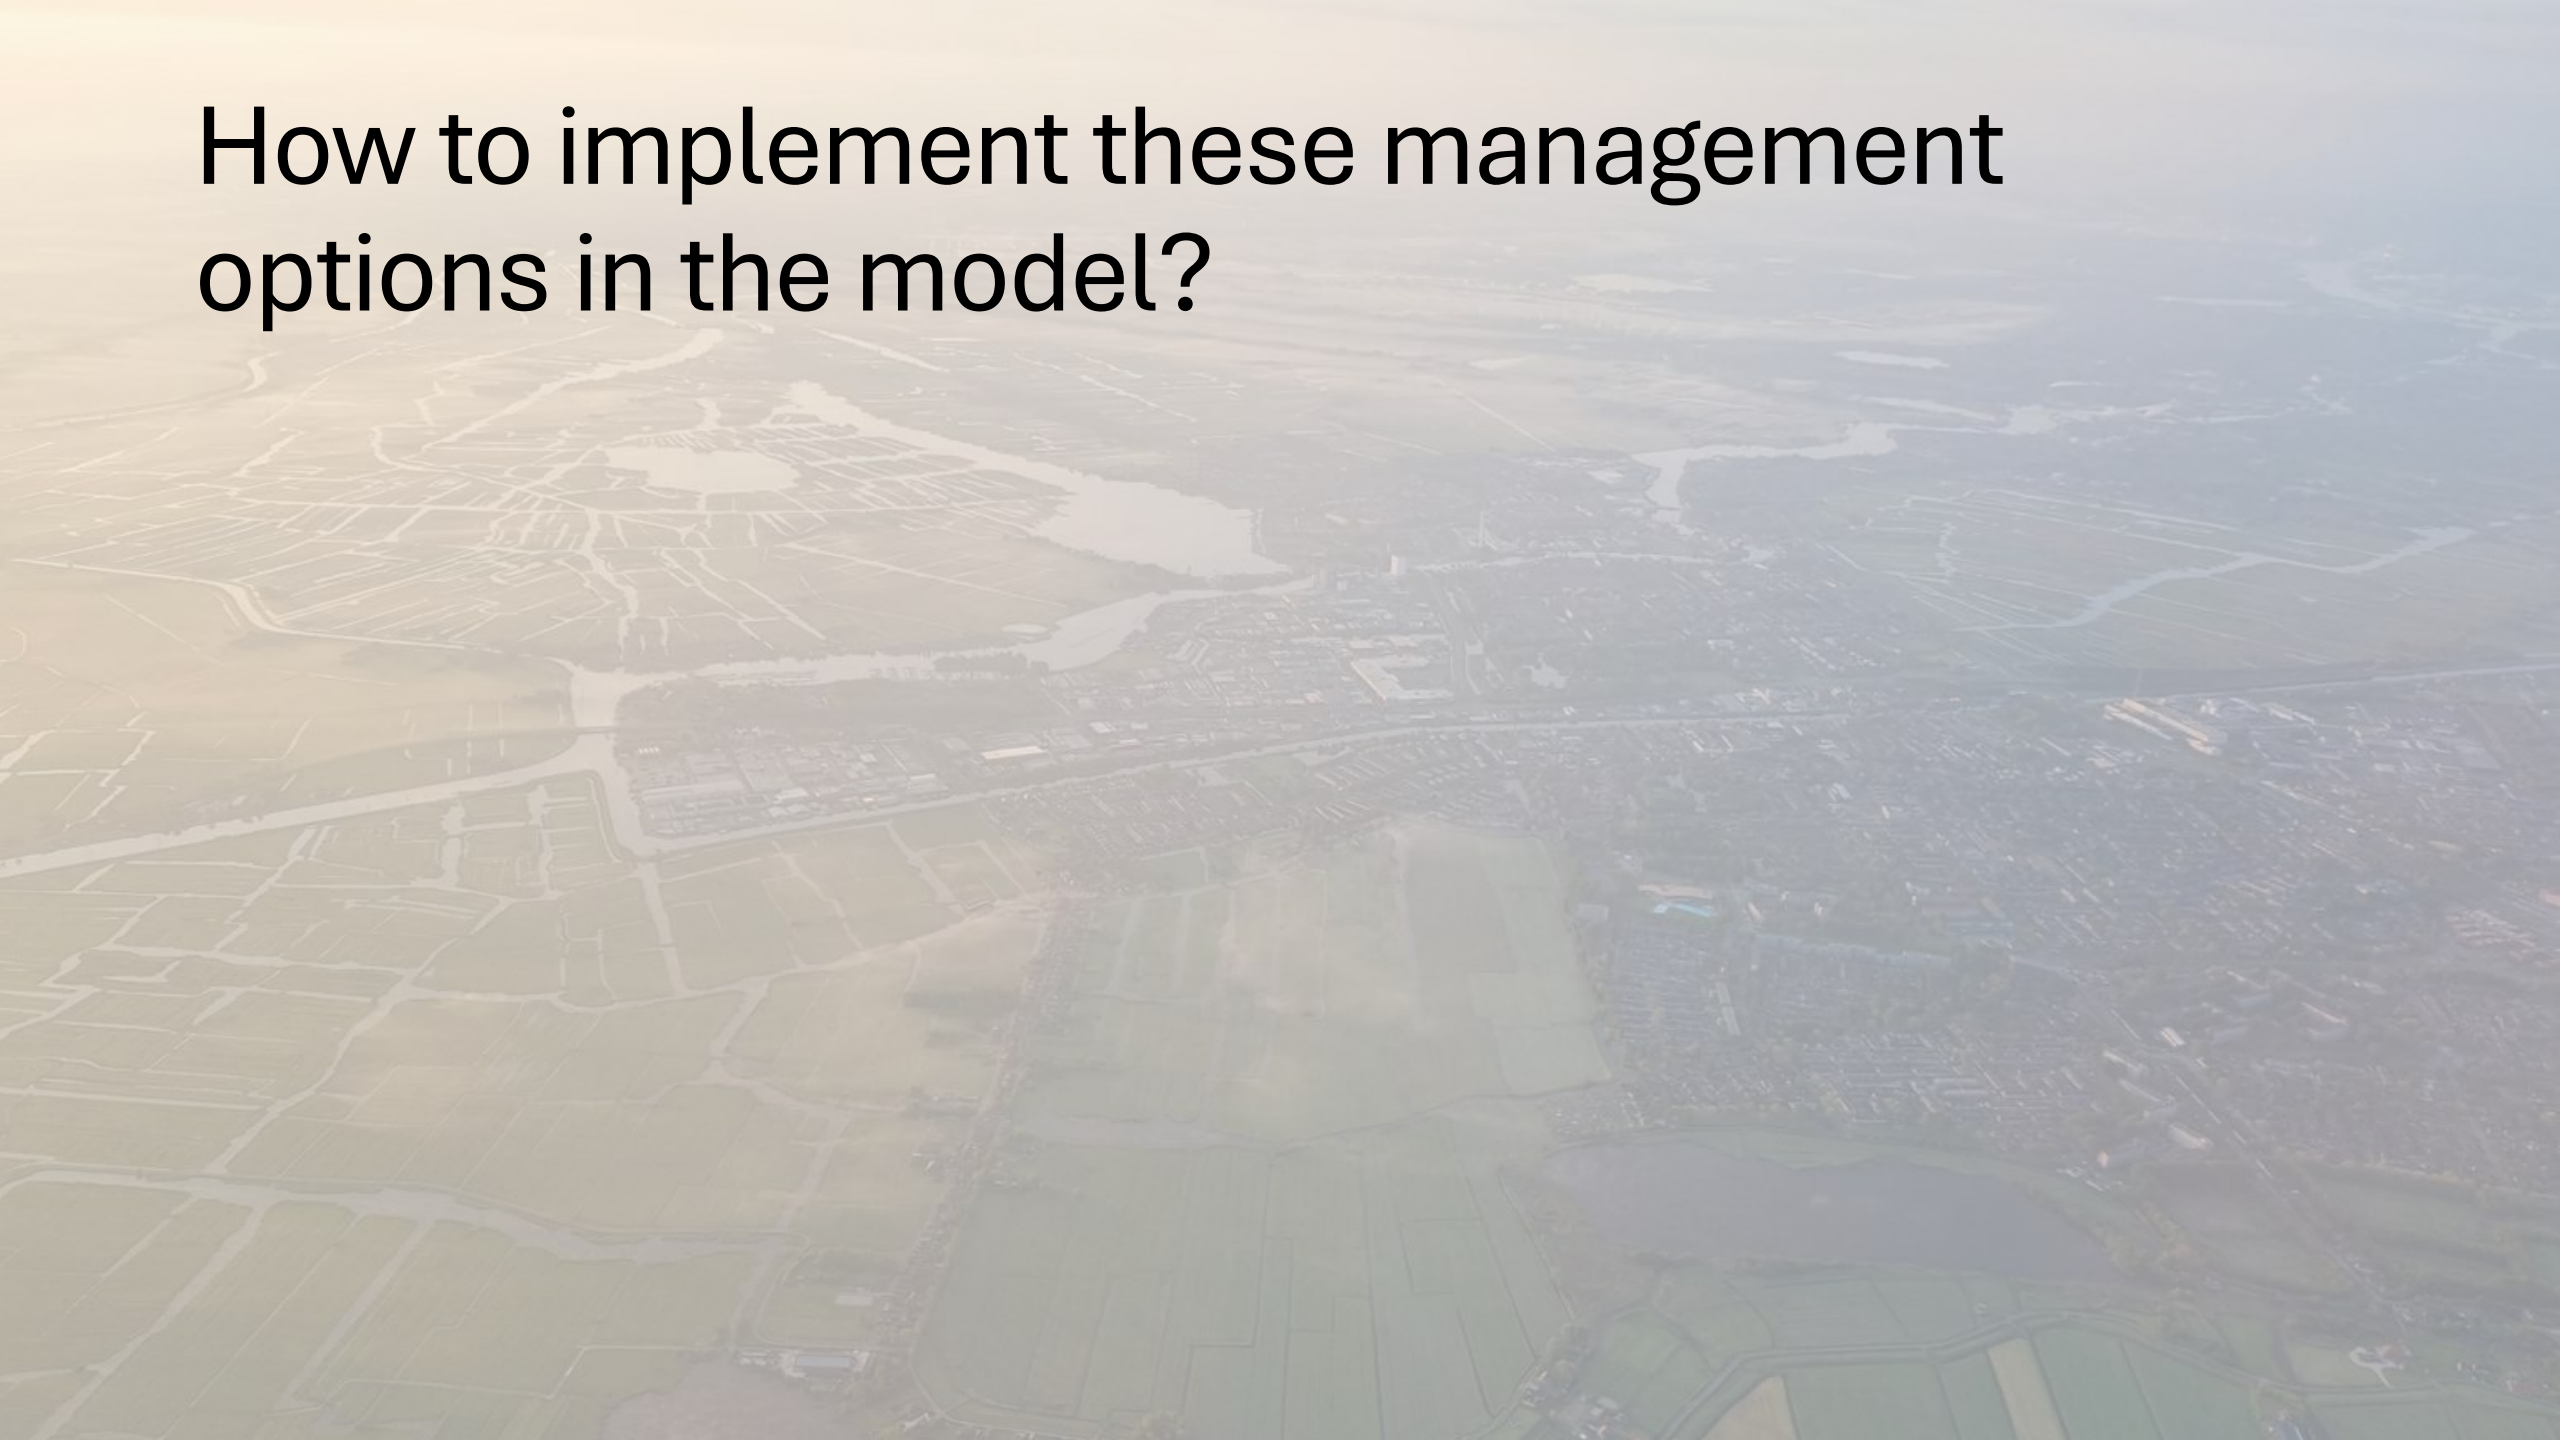 How to implement these management
options in the model?